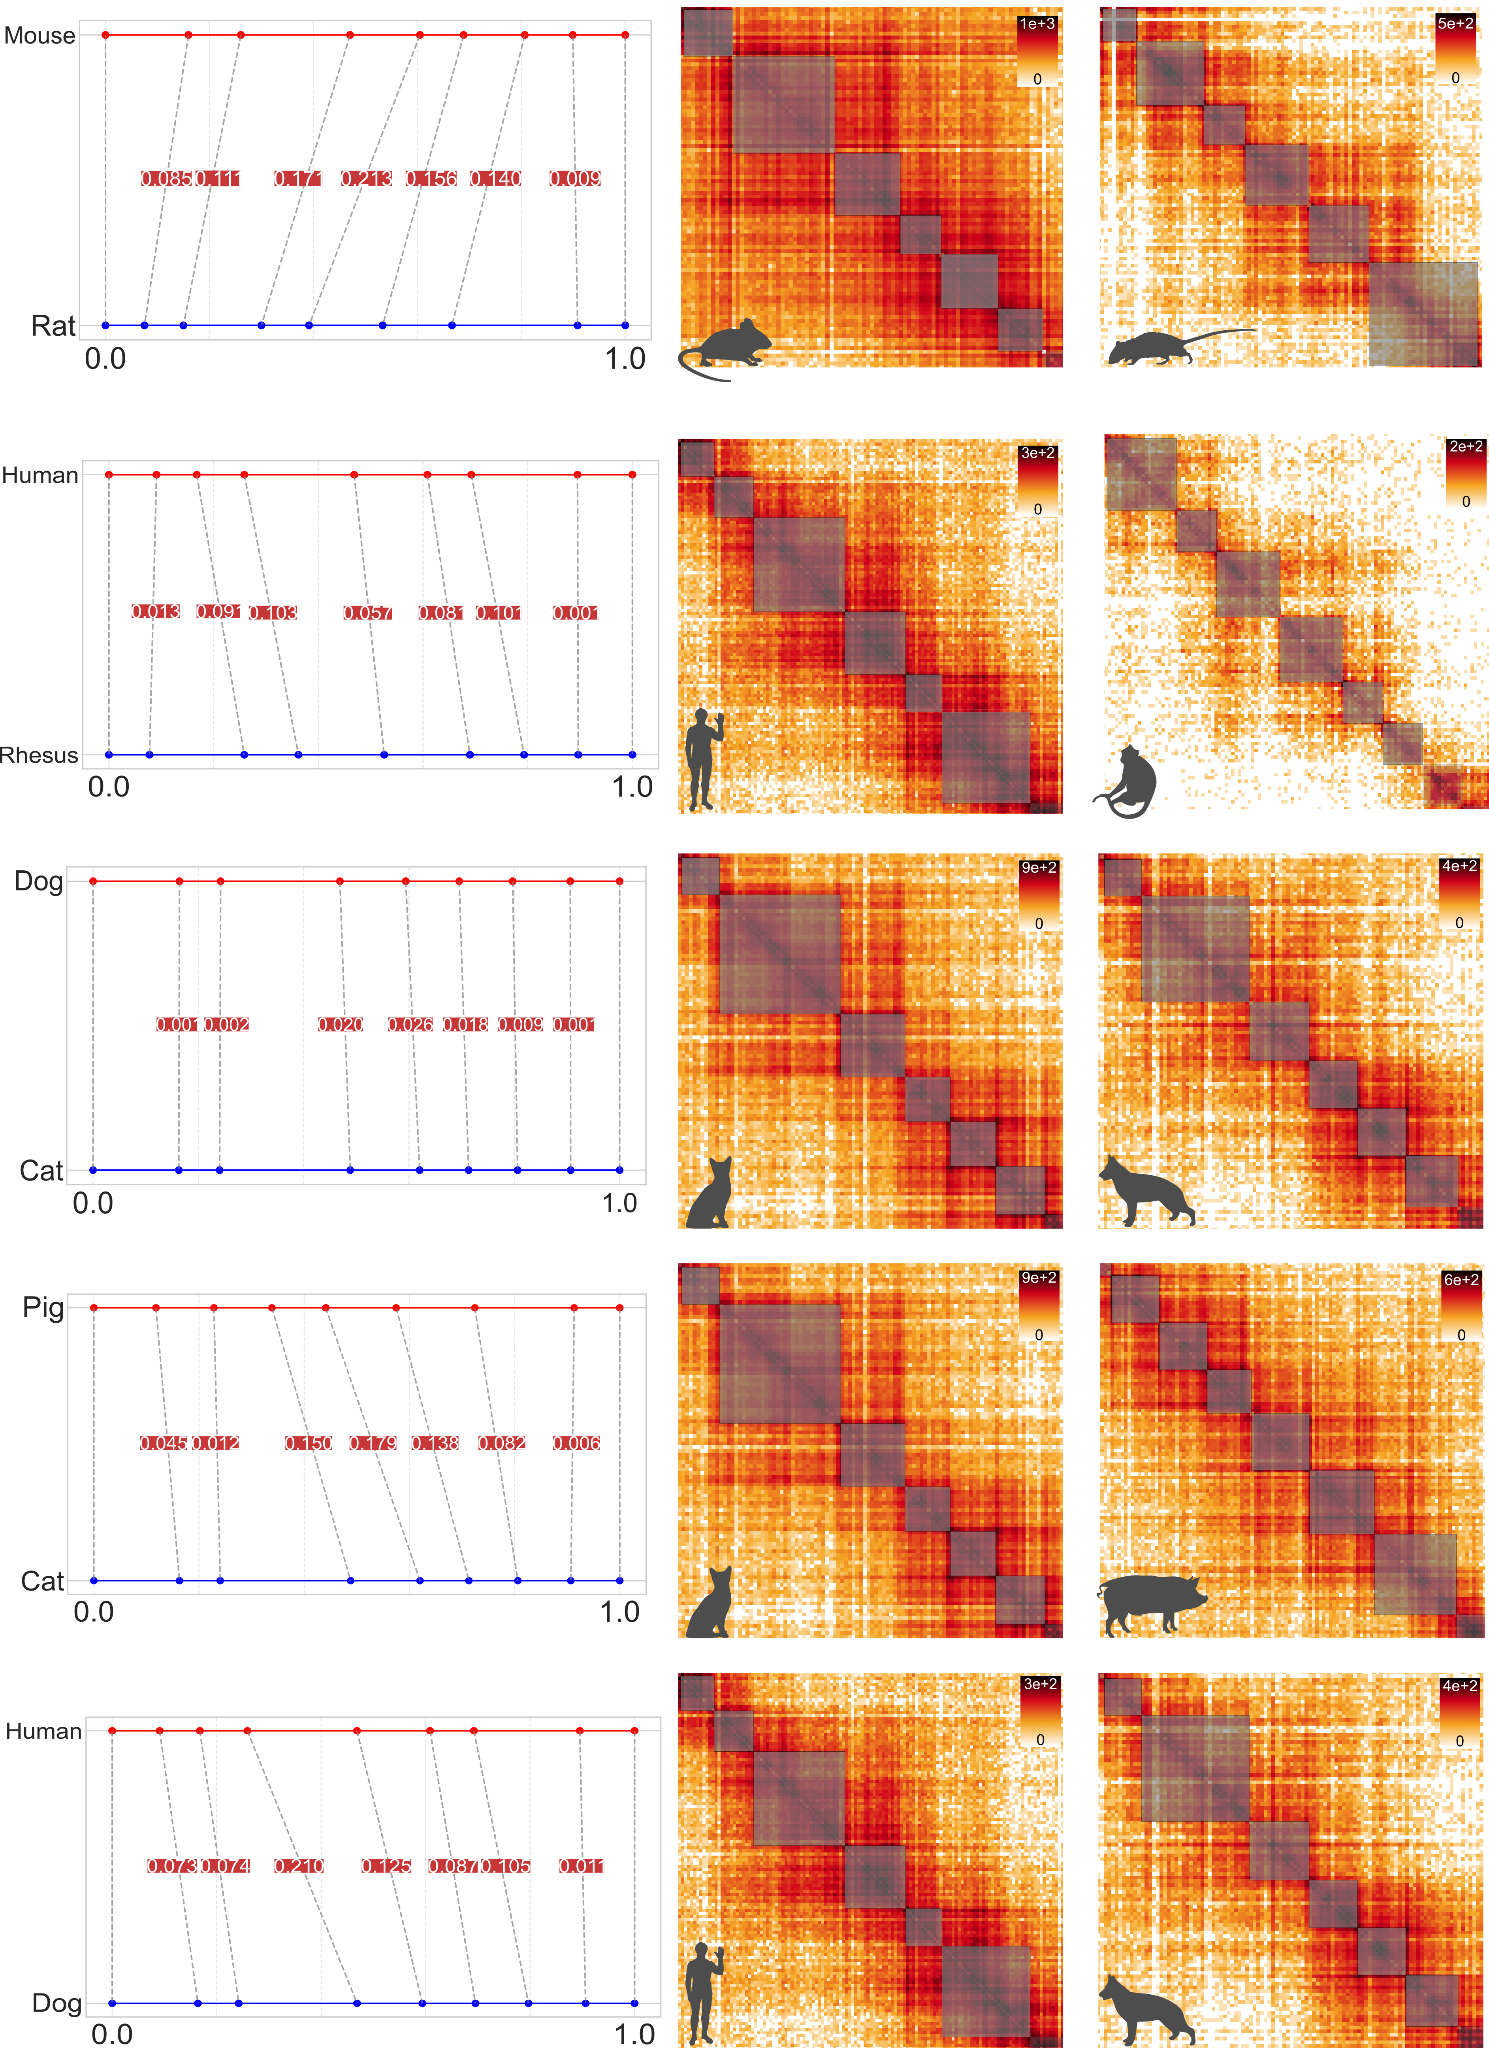 Mouse
0.085 0.111 0.171 0.213 0.156 0.140 0.009
Rat
0.0 1.0
1e+3
0
5e+2
0
Human
0.013 0.091 0.103 0.057 0.081 0.101 0.001
Rhesus
0.0 1.0
3e+2
0
2e+2
0
Dog
0.001 0.002 0.020 0.026 0.018 0.009 0.001
Cat
0.0 1.0
9e+2
0
4e+2
0
Pig
0.045 0.012 0.150 0.179 0.138 0.082 0.006
Cat
0.0 1.0
9e+2
0
6e+2
0
Human
0.073 0.074 0.210 0.125 0.087 0.105 0.011
Dog
0.0 1.0
3e+2
0
4e+2
0